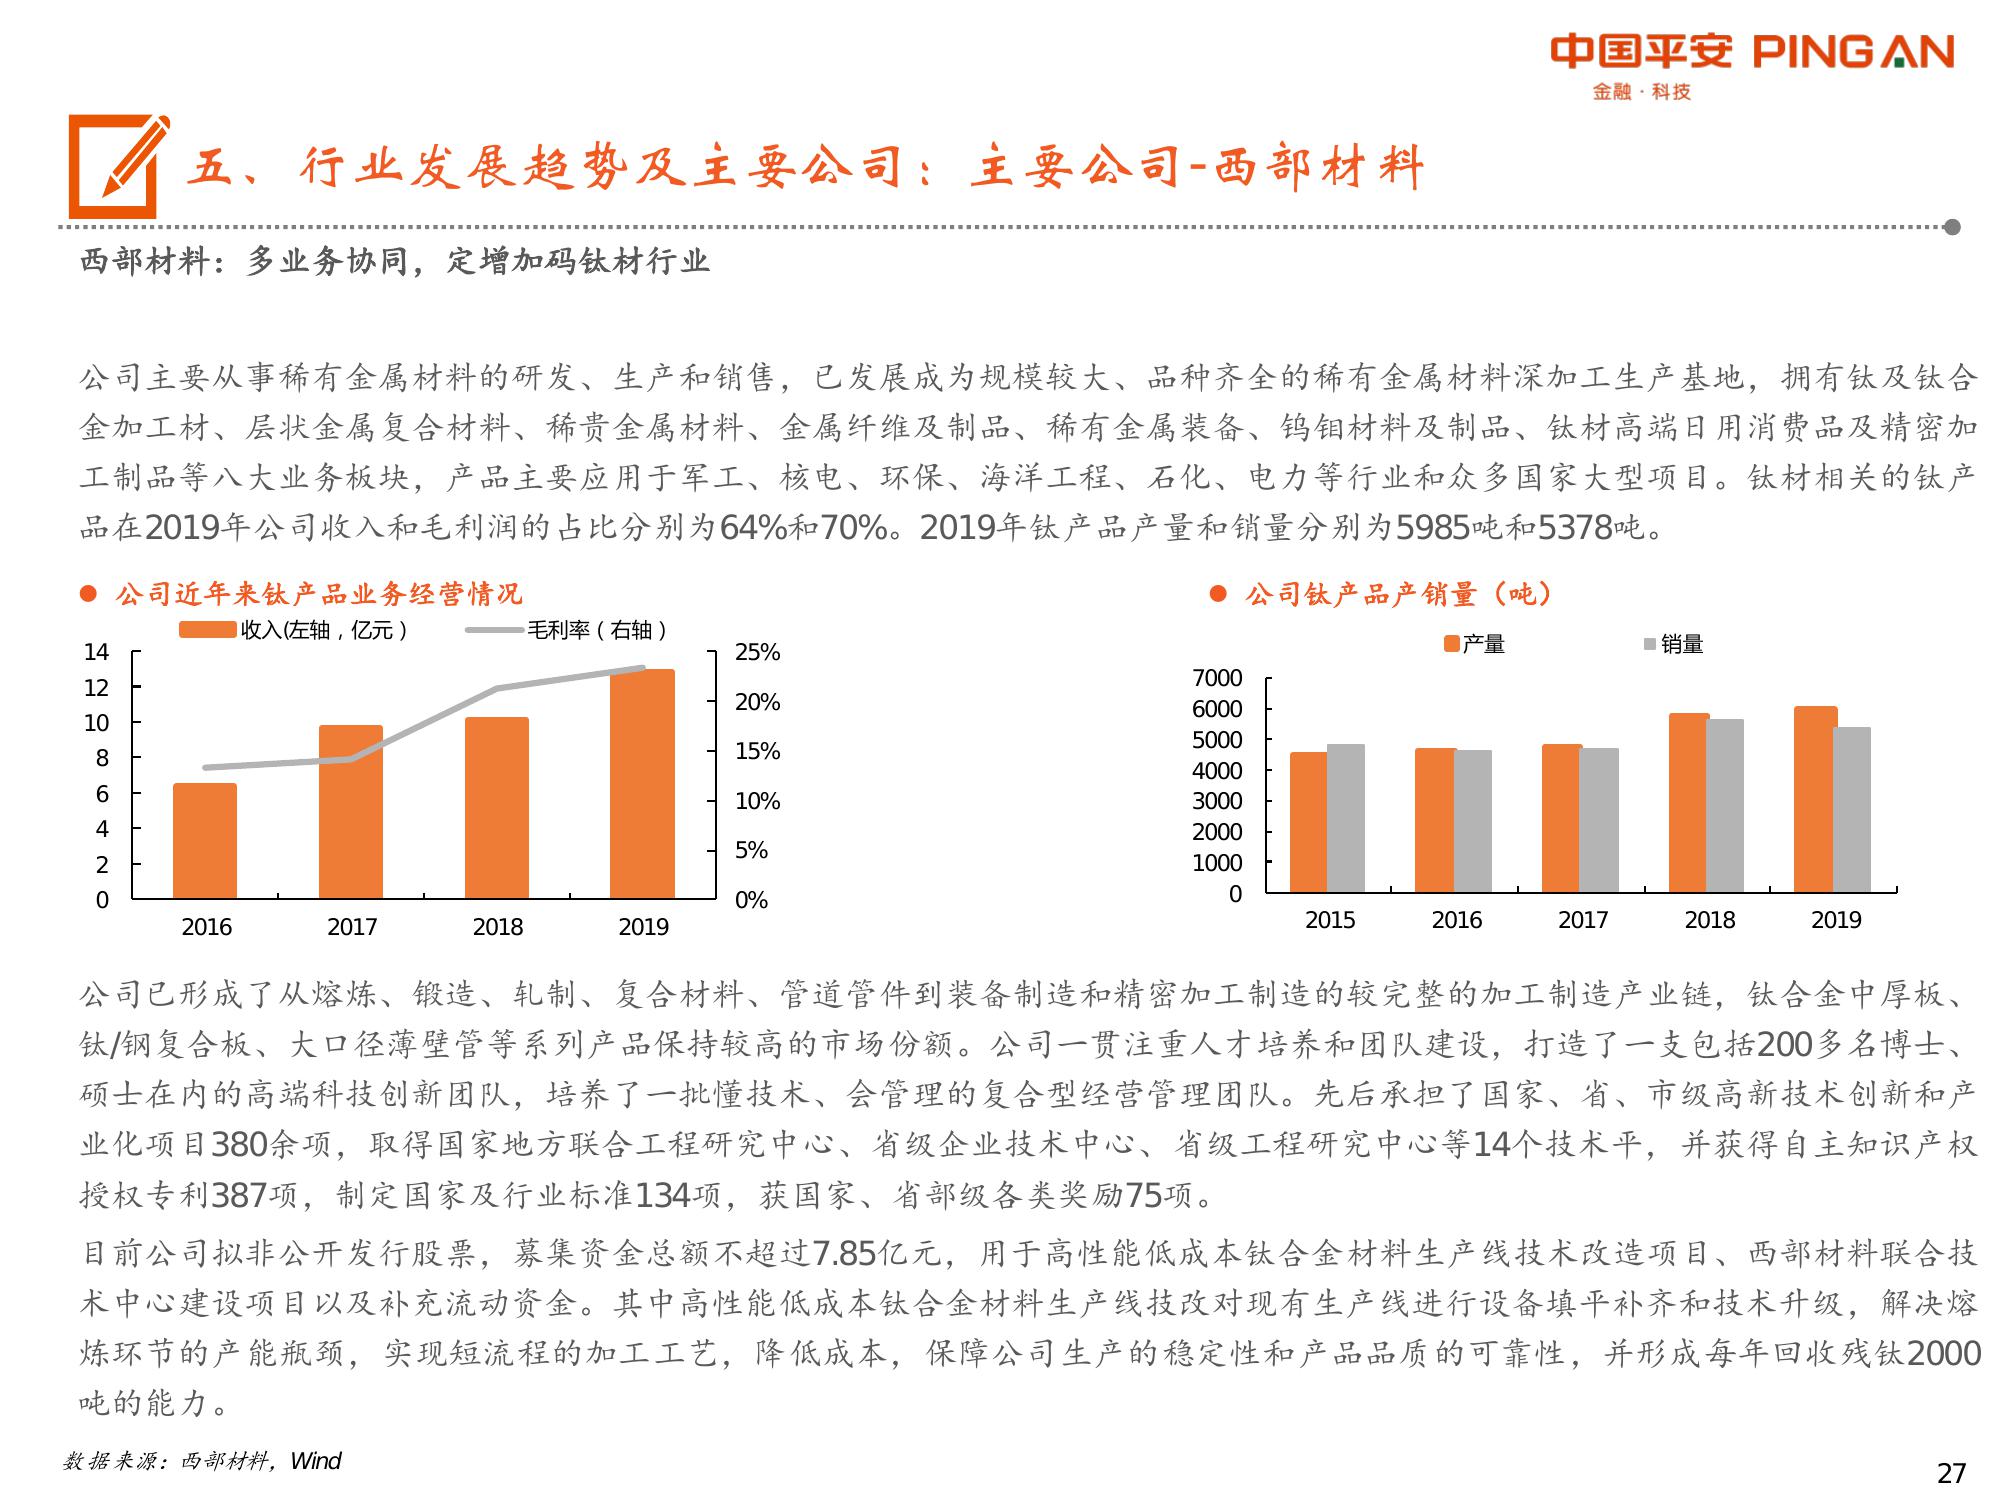 中国平安 PING AN
金融·科技
五、行业发展趋势及主要公司：主要公司-西部材料
西部材料：多业务协同，定增加码钛材行业
公司主要从事稀有金属材料的研发、生产和销售，已发展成为规模较大、品种齐全的稀有金属材料深加工生产基地，拥有钛及钛合
金加工材、层状金属复合材料、稀贵金属材料、金属纤维及制品、稀有金属装备、钨钼材料及制品、钛材高端日用消费品及精密加
工制品等八大业务板块，产品主要应用于军工、核电、环保、海洋工程、石化、电力等行业和众多国家大型项目。钛材相关的钛产
品在2019年公司收入和毛利润的占比分别为64%和70%。2019年钛产品产量和销量分别为5985吨和5378吨。
公司近年来钛产品业务经营情况
收入(左轴，亿元） 毛利率（右轴）
14
12
10
8
6
4
2
0
25%
20%
15%
10%
5%
0%
2016 2017 2018 2019
公司钛产品产销量（吨）
产量 销量
7000
6000
5000
4000
3000
2000
1000
0
2015 2016 2017 2018 2019
公司已形成了从熔炼、锻造、轧制、复合材料、管道管件到装备制造和精密加工制造的较完整的加工制造产业链，钛合金中厚板、
钛/钢复合板、大口径薄壁管等系列产品保持较高的市场份额。公司一贯注重人才培养和团队建设，打造了一支包括200多名博士、
硕士在内的高端科技创新团队，培养了一批懂技术、会管理的复合型经营管理团队。先后承担了国家、省、市级高新技术创新和产
业化项目380余项，取得国家地方联合工程研究中心、省级企业技术中心、省级工程研究中心等14个技术平，并获得自主知识产权
授权专利387项，制定国家及行业标准134项，获国家、省部级各类奖励75项。
目前公司拟非公开发行股票，募集资金总额不超过7.85亿元，用于高性能低成本钛合金材料生产线技术改造项目、西部材料联合技
术中心建设项目以及补充流动资金。其中高性能低成本钛合金材料生产线技改对现有生产线进行设备填平补齐和技术升级，解决熔
炼环节的产能瓶颈，实现短流程的加工工艺，降低成本，保障公司生产的稳定性和产品品质的可靠性，并形成每年回收残钛2000
吨的能力。
数据来源：西部材料，Wind
27